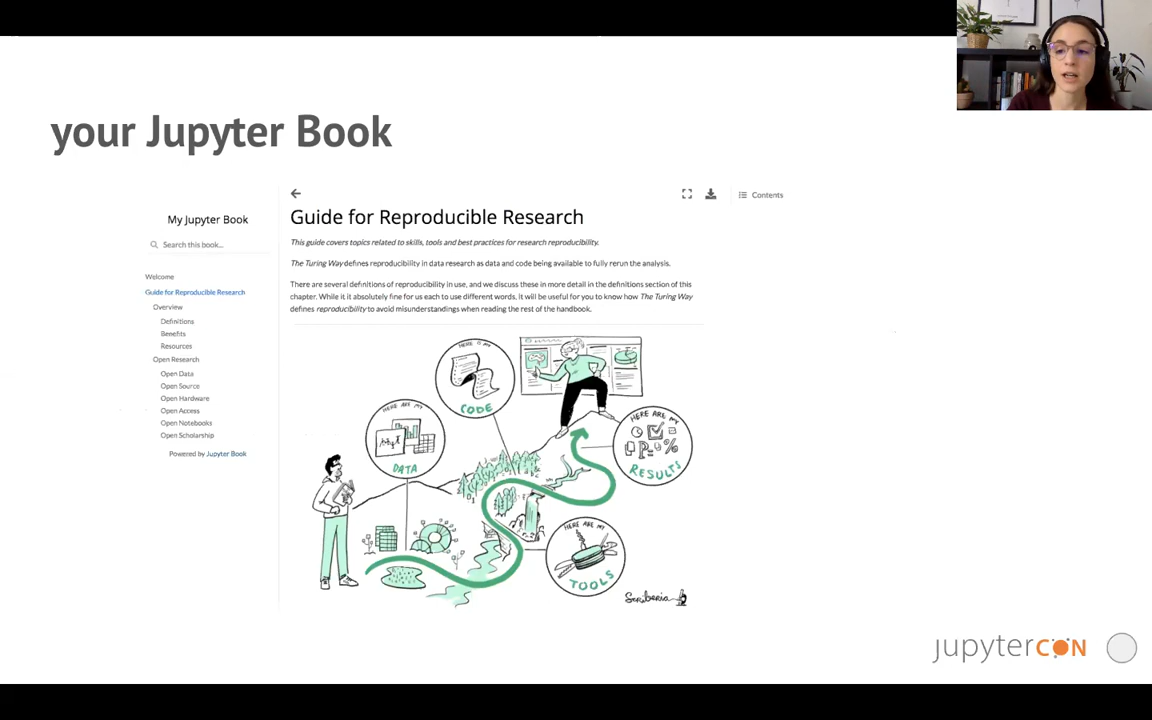 your Jupyter Book
My Jupyter Book
Search this book...
Welcome
Guide for Reproducible Research
Overview
Definitions
Benefits
Resources
Open Research
Open Data
Open Source
Open Hardware
Open Access
Open Notebooks
Open Scholarship
Powered by Jupyter Book
Contents
Guide for Reproducible Research
This guide covers topics related to skills, tools and best practices for research reproducibility.
The Turing Way defines reproducibility in data research as data and code being available to fully rerun the analysis.
There are several definitions of reproducibility in use, and we discuss these in more detail in the definitions section of this
chapter. While it it absolutely fine for us each to use different words, it will be useful for you to know how The Turing Way
defines reproducibility to avoid misunderstandings when reading the rest of the handbook.
HERE IS MY
CODE
HERE ARE MY
DATA
HERE ARE MY
RESULTS
HERE ARE MY
TOOLS
Scriberia
jupytercon